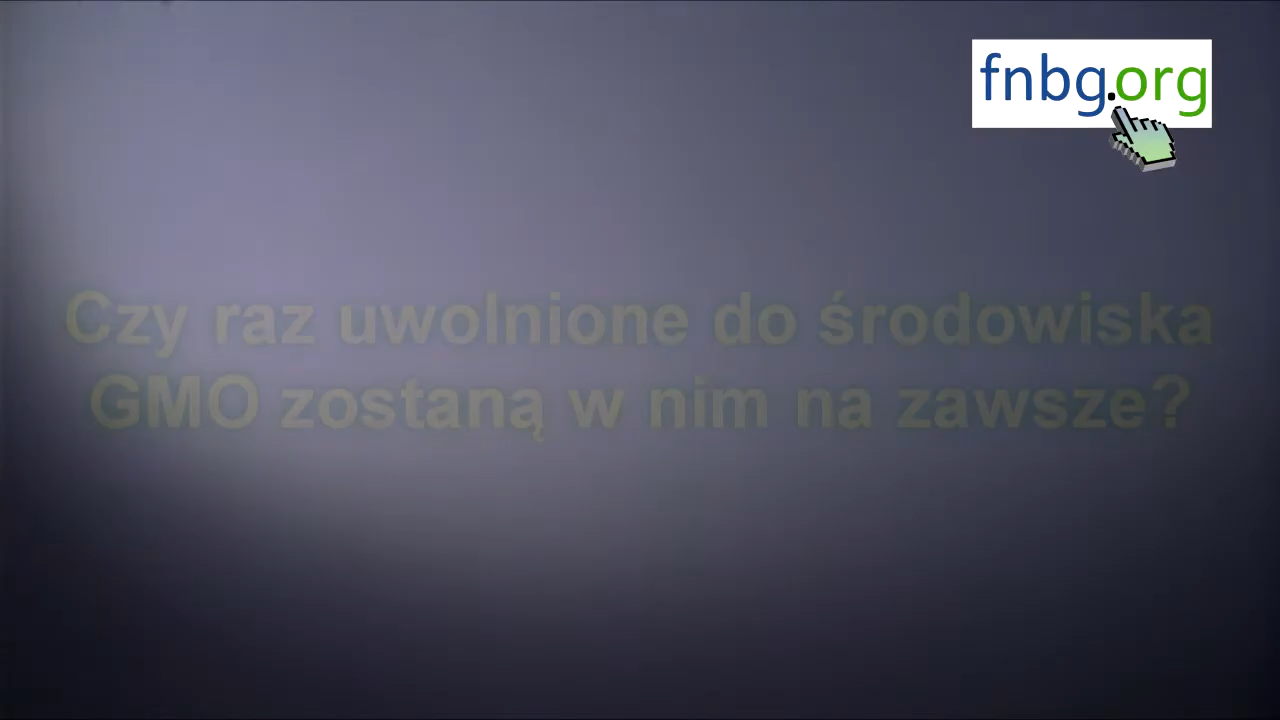 fnbg.org
Czy raz uwolnione do środowiska
GMO zostaną w nim na zawsze?